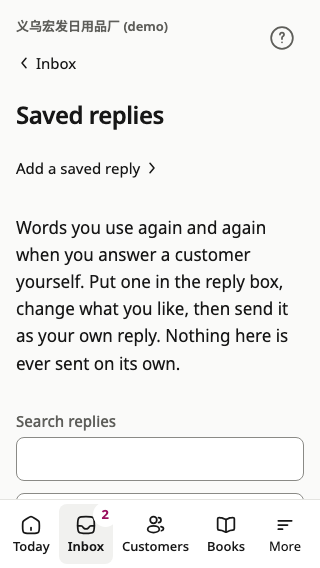 义乌宏发日用品厂 (demo)
Inbox
Saved replies
Add a saved reply
Words you use again and again
when you answer a customer
yourself. Put one in the reply box,
change what you like, then send it
as your own reply. Nothing here is
ever sent on its own.
Search replies
2
Today Inbox Customers Books More